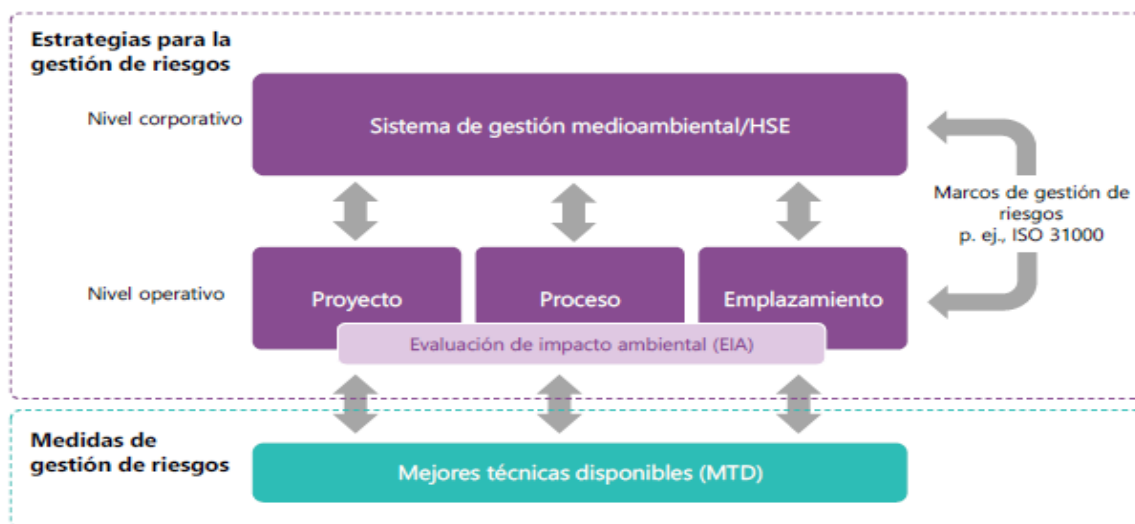 Estrategias para la
gestión de riesgos
Nivel corporativo
Sistema de gestión medioambiental/HSE
Marcos de gestión de
riesgos
p. ej., ISO 31000
Nivel operativo
Proyecto
Proceso
Emplazamiento
Evaluación de impacto ambiental (EIA)
Medidas de
gestión de riesgos
Mejores técnicas disponibles (MTD)